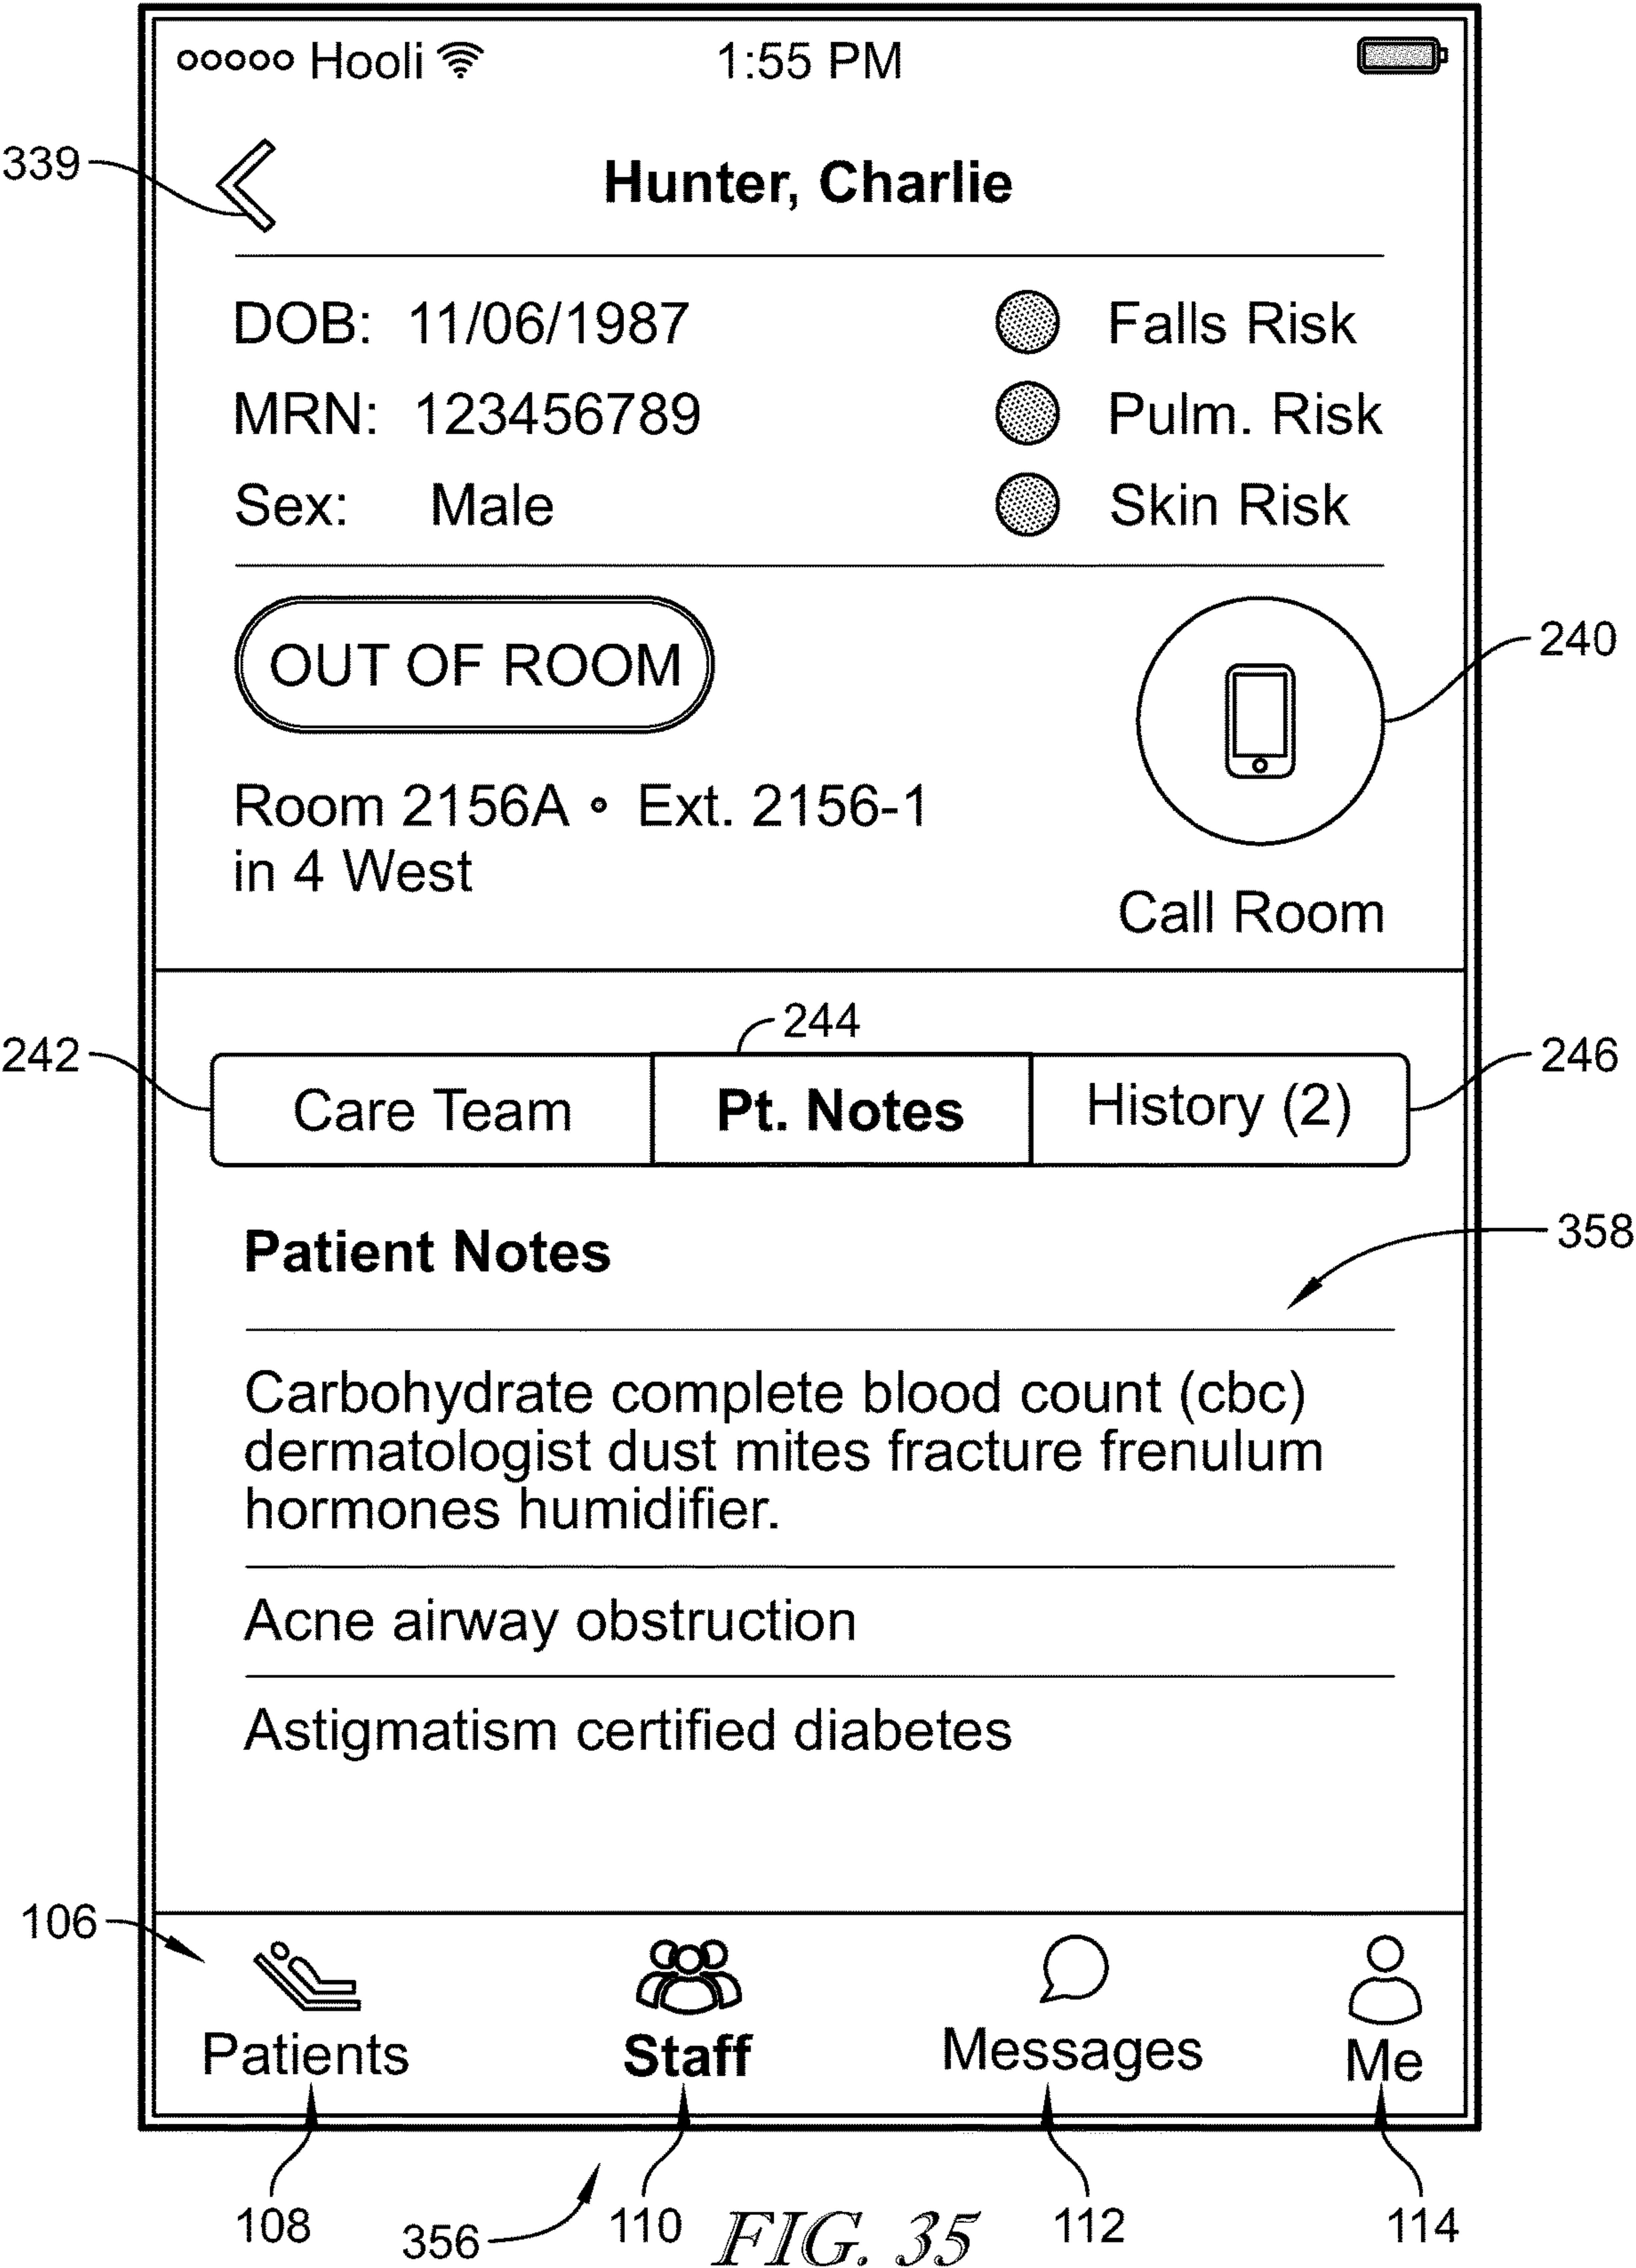 Hooli 1:55 PM
339
Hunter, Charlie
DOB: 11/06/1987 Falls Risk
MRN: 123456789 Pulm. Risk
Sex: Male Skin Risk
OUT OF ROOM
240
Room 2156A • Ext. 2156-1
in 4 West
Call Room
244
242
246
Care Team Pt. Notes History (2)
358
Patient Notes
Carbohydrate complete blood count (cbc)
dermatologist dust mites fracture frenulum
hormones humidifier.
Acne airway obstruction
Astigmatism certified diabetes
106
Patients Staff Messages Me
108 356 110 112 114
FIG. 35